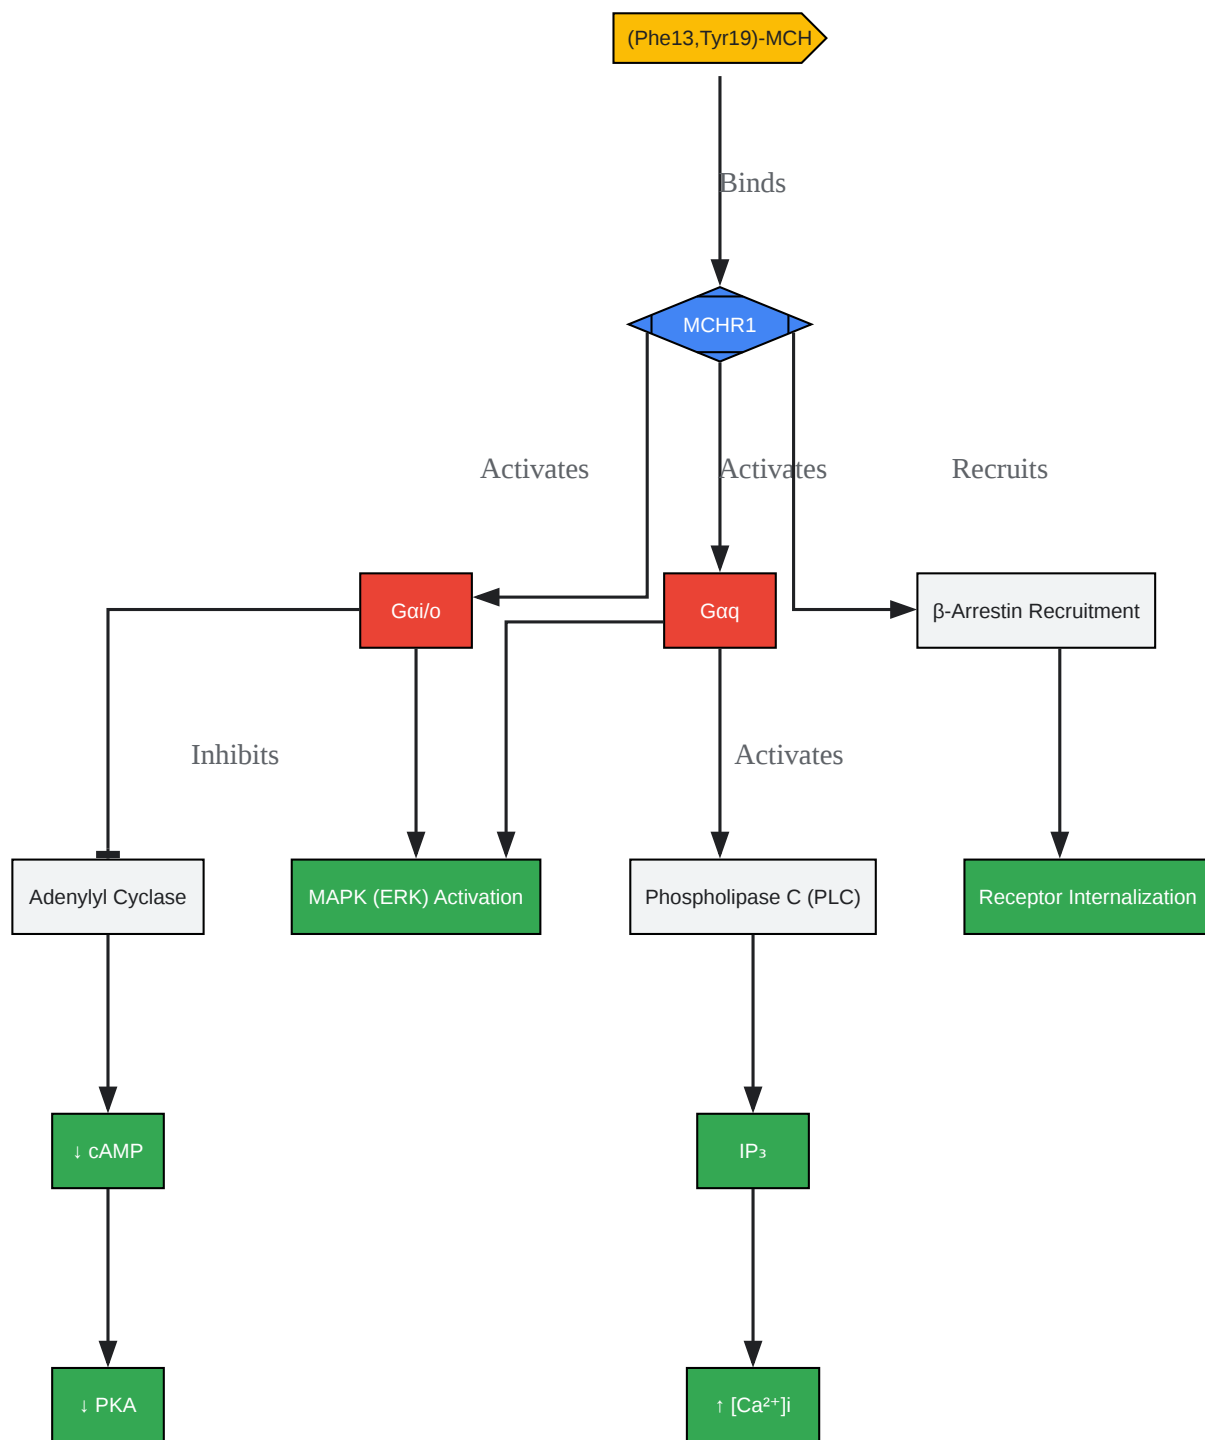 (Phe13,Tyr19)-MCH
Binds
MCHR1
Activates
Activates
Recruits
Gαi/o
Gαq
β-Arrestin Recruitment
Inhibits
Activates
Adenylyl Cyclase
MAPK (ERK) Activation
Phospholipase C (PLC)
Receptor Internalization
↓ cAMP
IP₃
↓ PKA
↑ [Ca²⁺]i